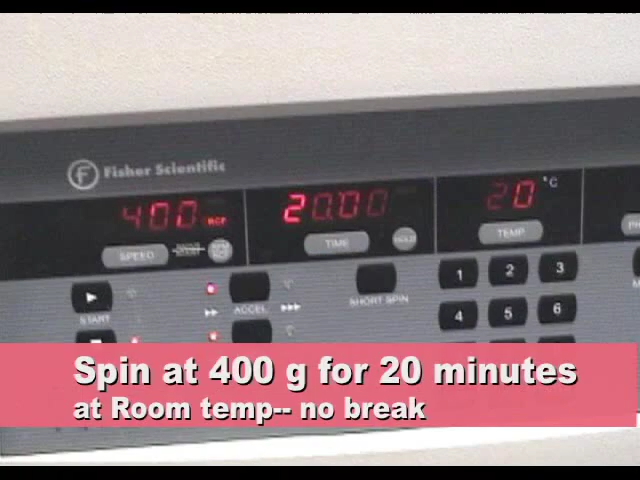 F Fisher Scientific
400 RCF 20:00 20 °C
SPEED TIME HOLD TEMP
START ACCEL SHORT SPIN
1 2 3
4 5 6
Spin at 400 g for 20 minutes
at Room temp-- no break